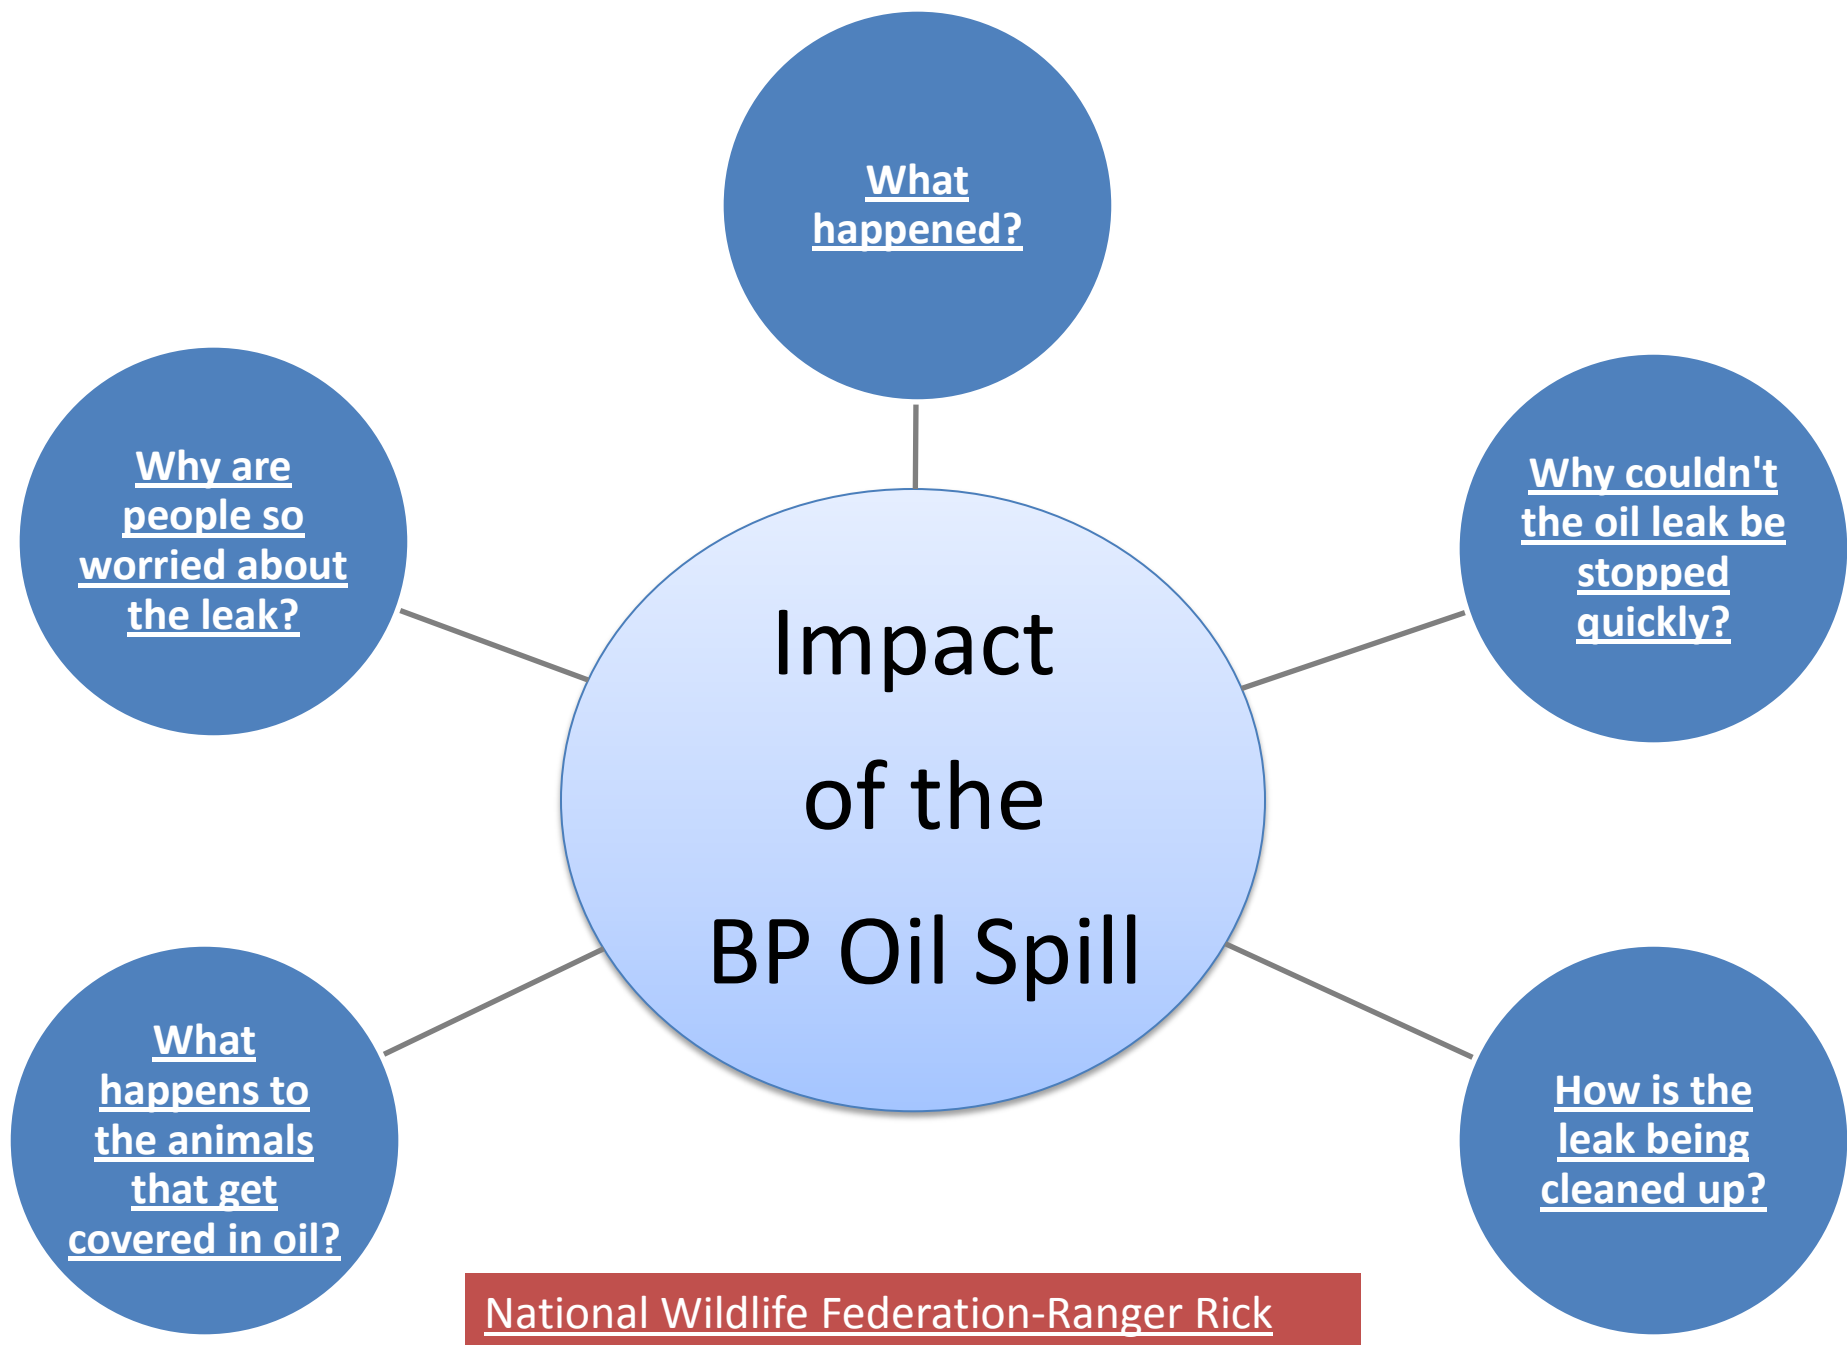 What
happened?
Why are
people so
worried about
the leak?
Why couldn't
the oil leak be
stopped
quickly?
Impact
of the
BP Oil Spill
What
happens to
the animals
that get
covered in oil?
How is the
leak being
cleaned up?
National Wildlife Federation-Ranger Rick